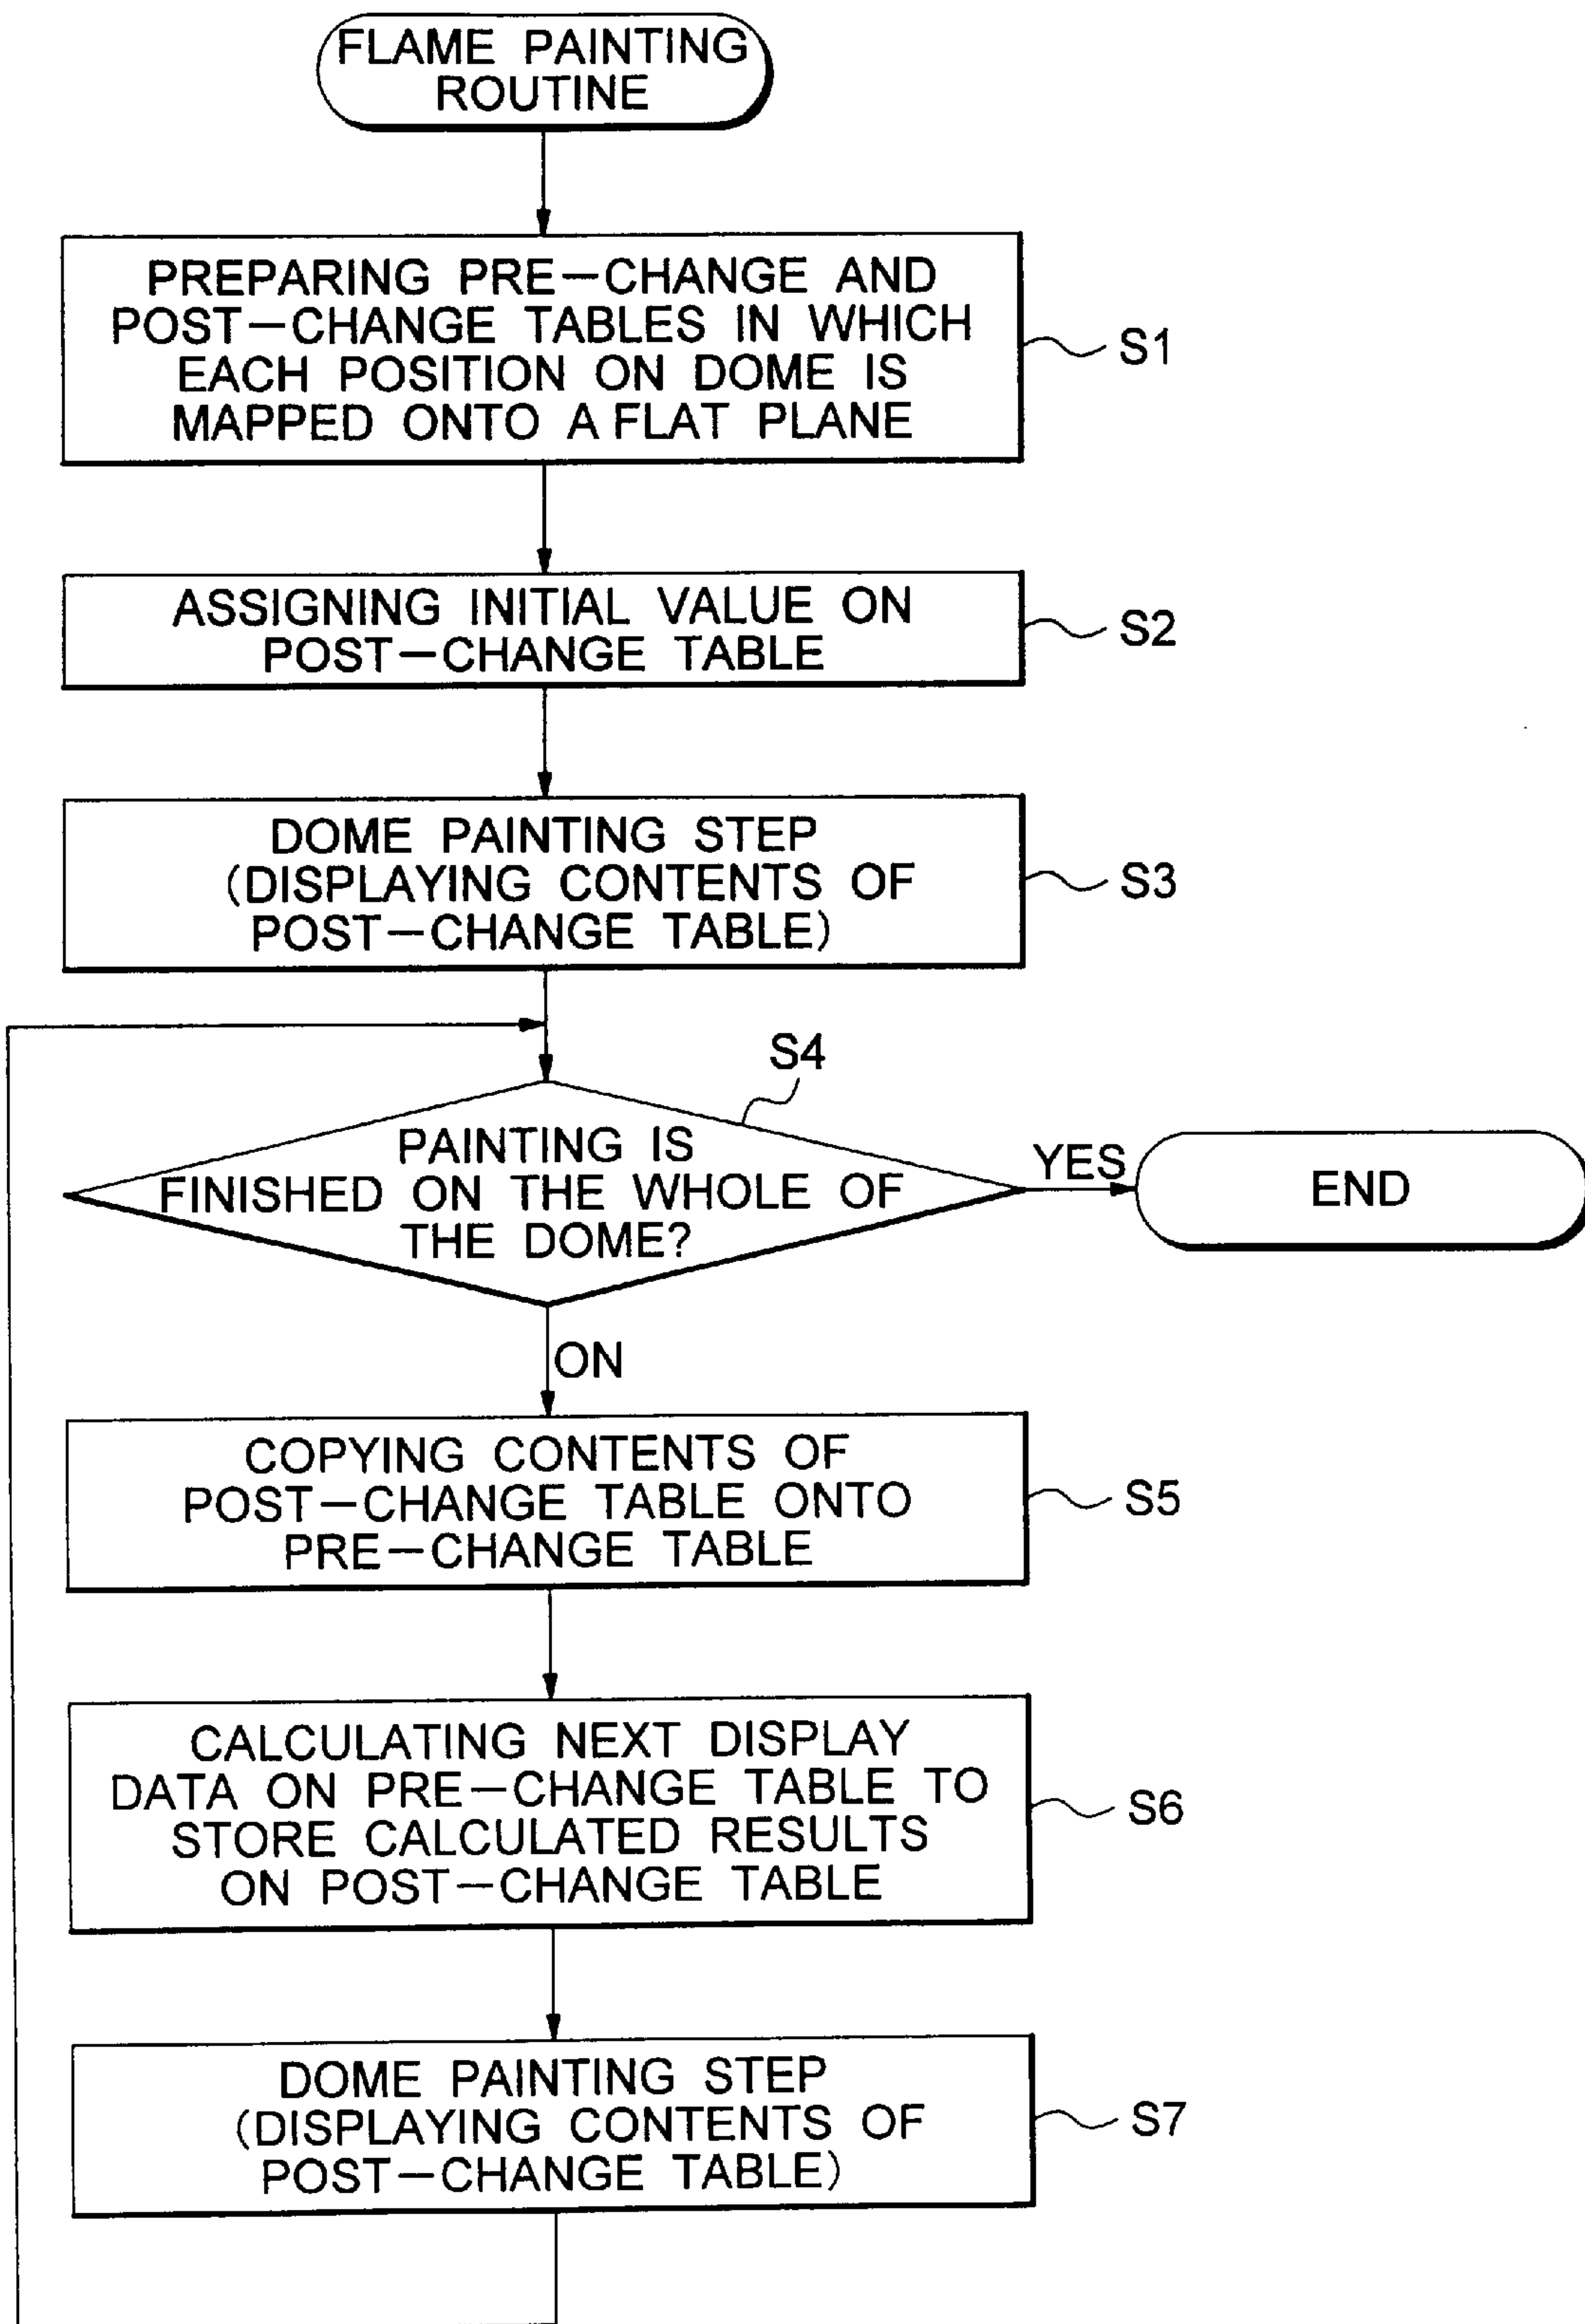 FLAME PAINTING
ROUTINE
PREPARING PRE—CHANGE AND
POST—CHANGE TABLES IN WHICH
EACH POSITION ON DOME IS
MAPPED ONTO A FLAT PLANE
S1
ASSIGNING INITIAL VALUE ON
POST—CHANGE TABLE
S2
DOME PAINTING STEP
(DISPLAYING CONTENTS OF
POST—CHANGE TABLE)
S3
S4
PAINTING IS
FINISHED ON THE WHOLE OF
THE DOME?
YES
END
ON
COPYING CONTENTS OF
POST—CHANGE TABLE ONTO
PRE—CHANGE TABLE
S5
CALCULATING NEXT DISPLAY
DATA ON PRE—CHANGE TABLE TO
STORE CALCULATED RESULTS
ON POST—CHANGE TABLE
S6
DOME PAINTING STEP
(DISPLAYING CONTENTS OF
POST—CHANGE TABLE)
S7